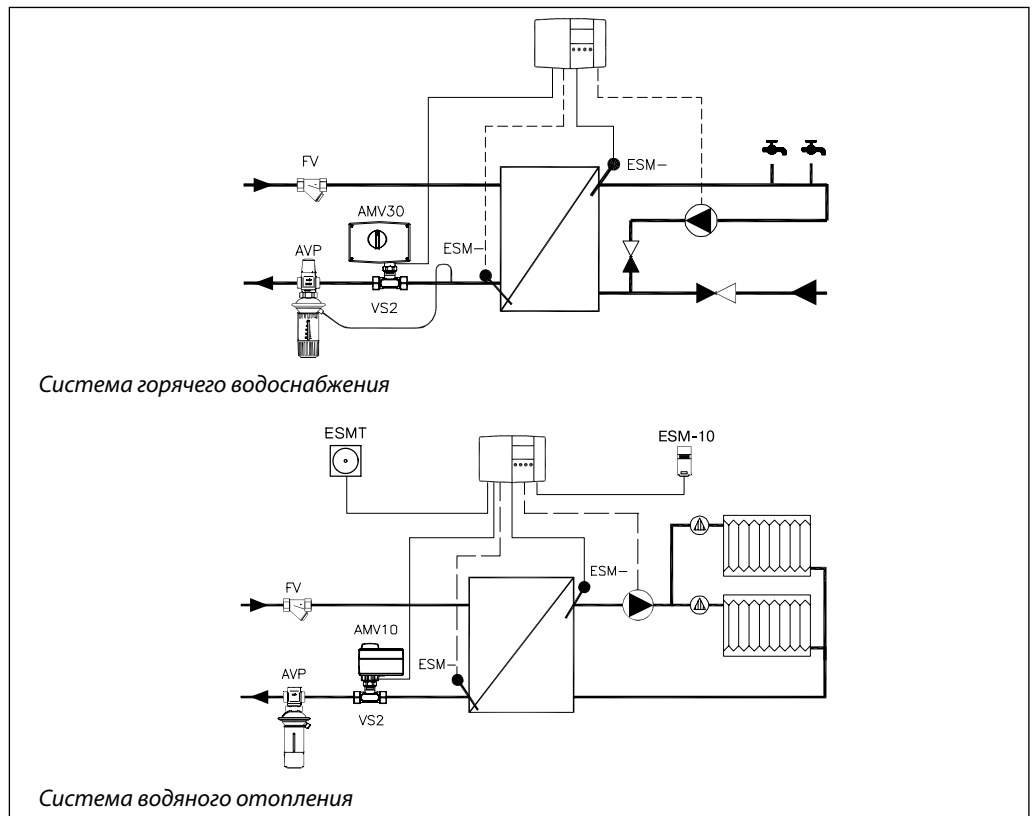 ESM-
FV
AMV30
ESM-
AVP
VS2
Система горячего водоснабжения
ESMT
ESM-10
ESM-
FV
AMV10
ESM-
AVP
VS2
Система водяного отопления